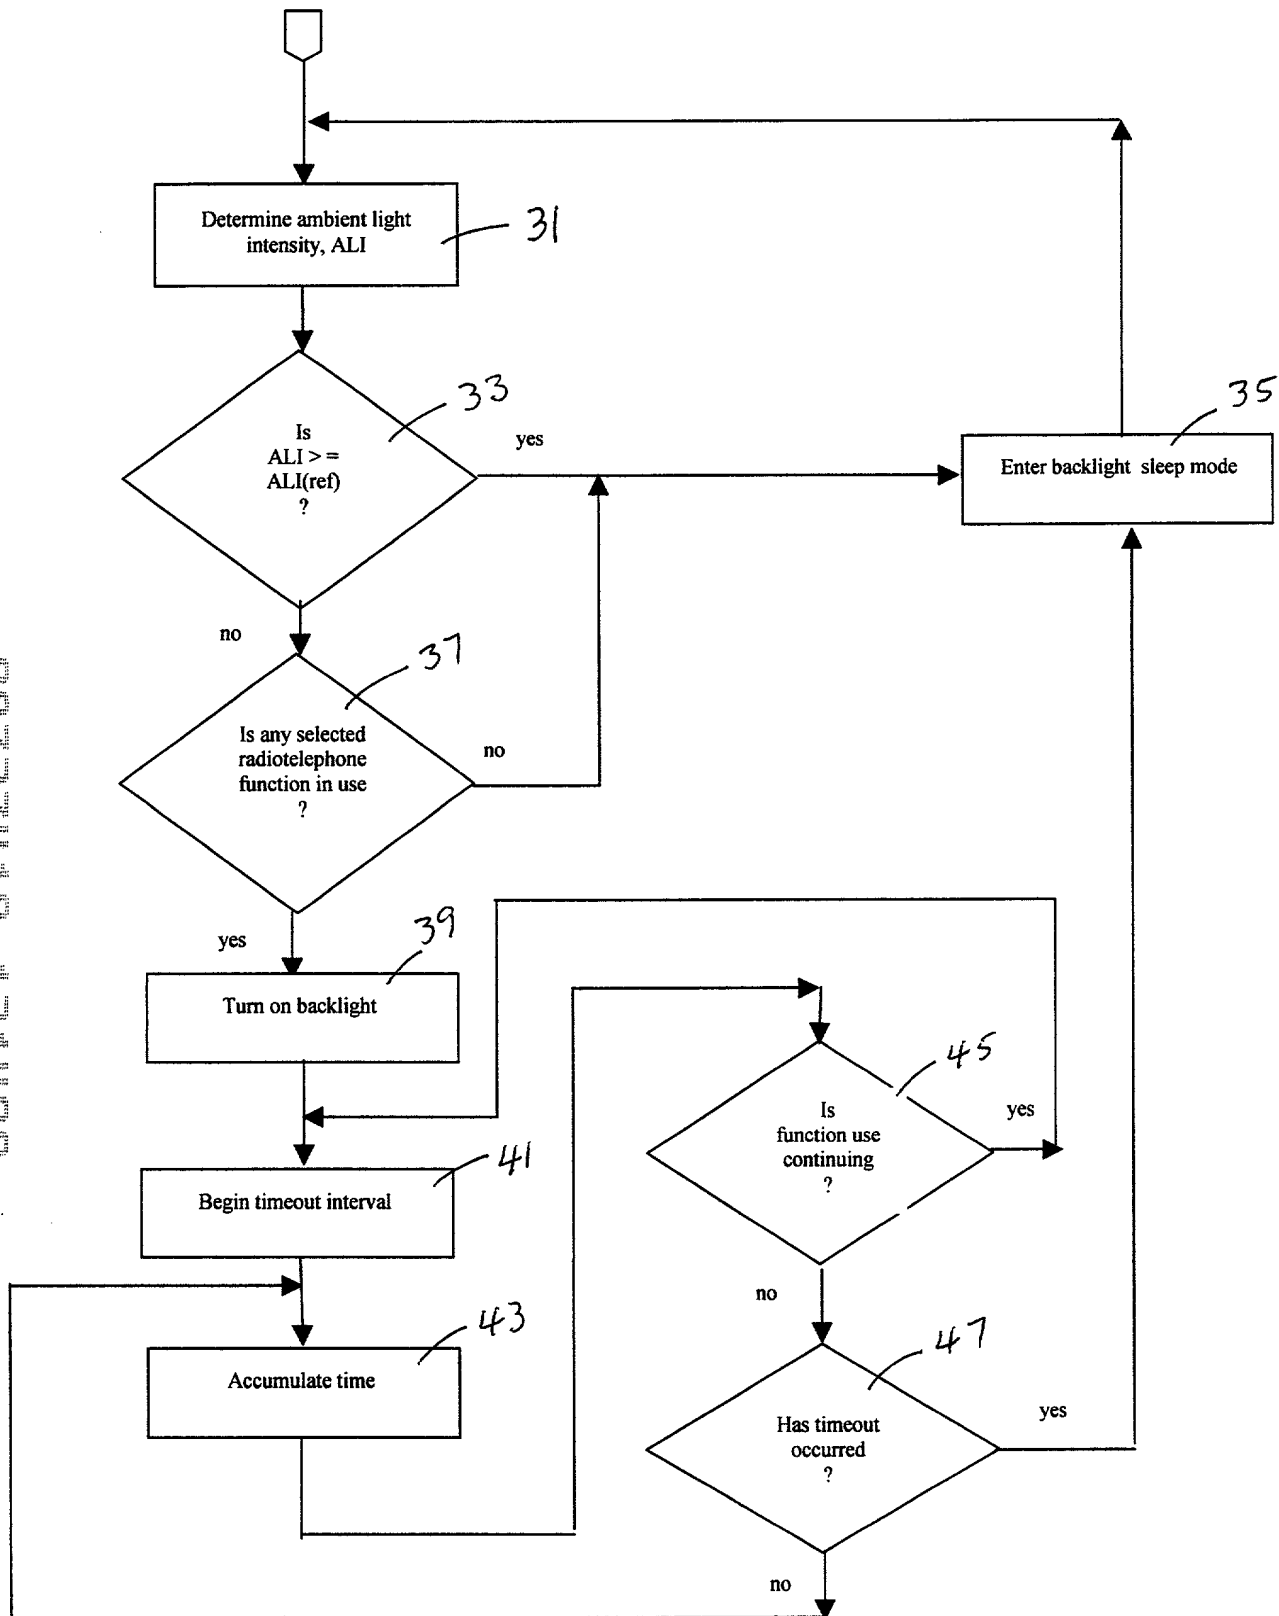 Determine ambient light
intensity, ALI
31
Is
ALI > =
ALI(ref)
?
33
yes
Enter backlight sleep mode
35
no
Is any selected
radiotelephone
function in use
?
37
no
yes
Turn on backlight
39
Is
function use
continuing
?
45
yes
Begin timeout interval
41
no
Accumulate time
43
Has timeout
occurred
?
47
yes
no